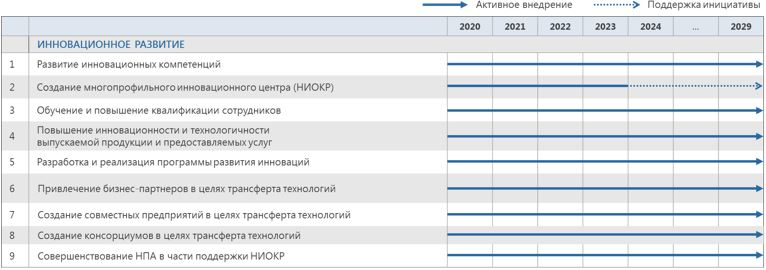 Активное внедрение Поддержка инициативы
2020 2021 2022 2023 2024 ... 2029
ИННОВАЦИОННОЕ РАЗВИТИЕ
1 Развитие инновационных компетенций
2 Создание многопрофильного инновационного центра (НИОКР)
3 Обучение и повышение квалификации сотрудников
4 Повышение инновационности и технологичности
выпускаемой продукции и предоставляемых услуг
5 Разработка и реализация программы развития инноваций
6 Привлечение бизнес-партнеров в целях трансферта технологий
7 Создание совместных предприятий в целях трансферта технологий
8 Создание консорциумов в целях трансферта технологий
9 Совершенствование НПА в части поддержки НИОКР